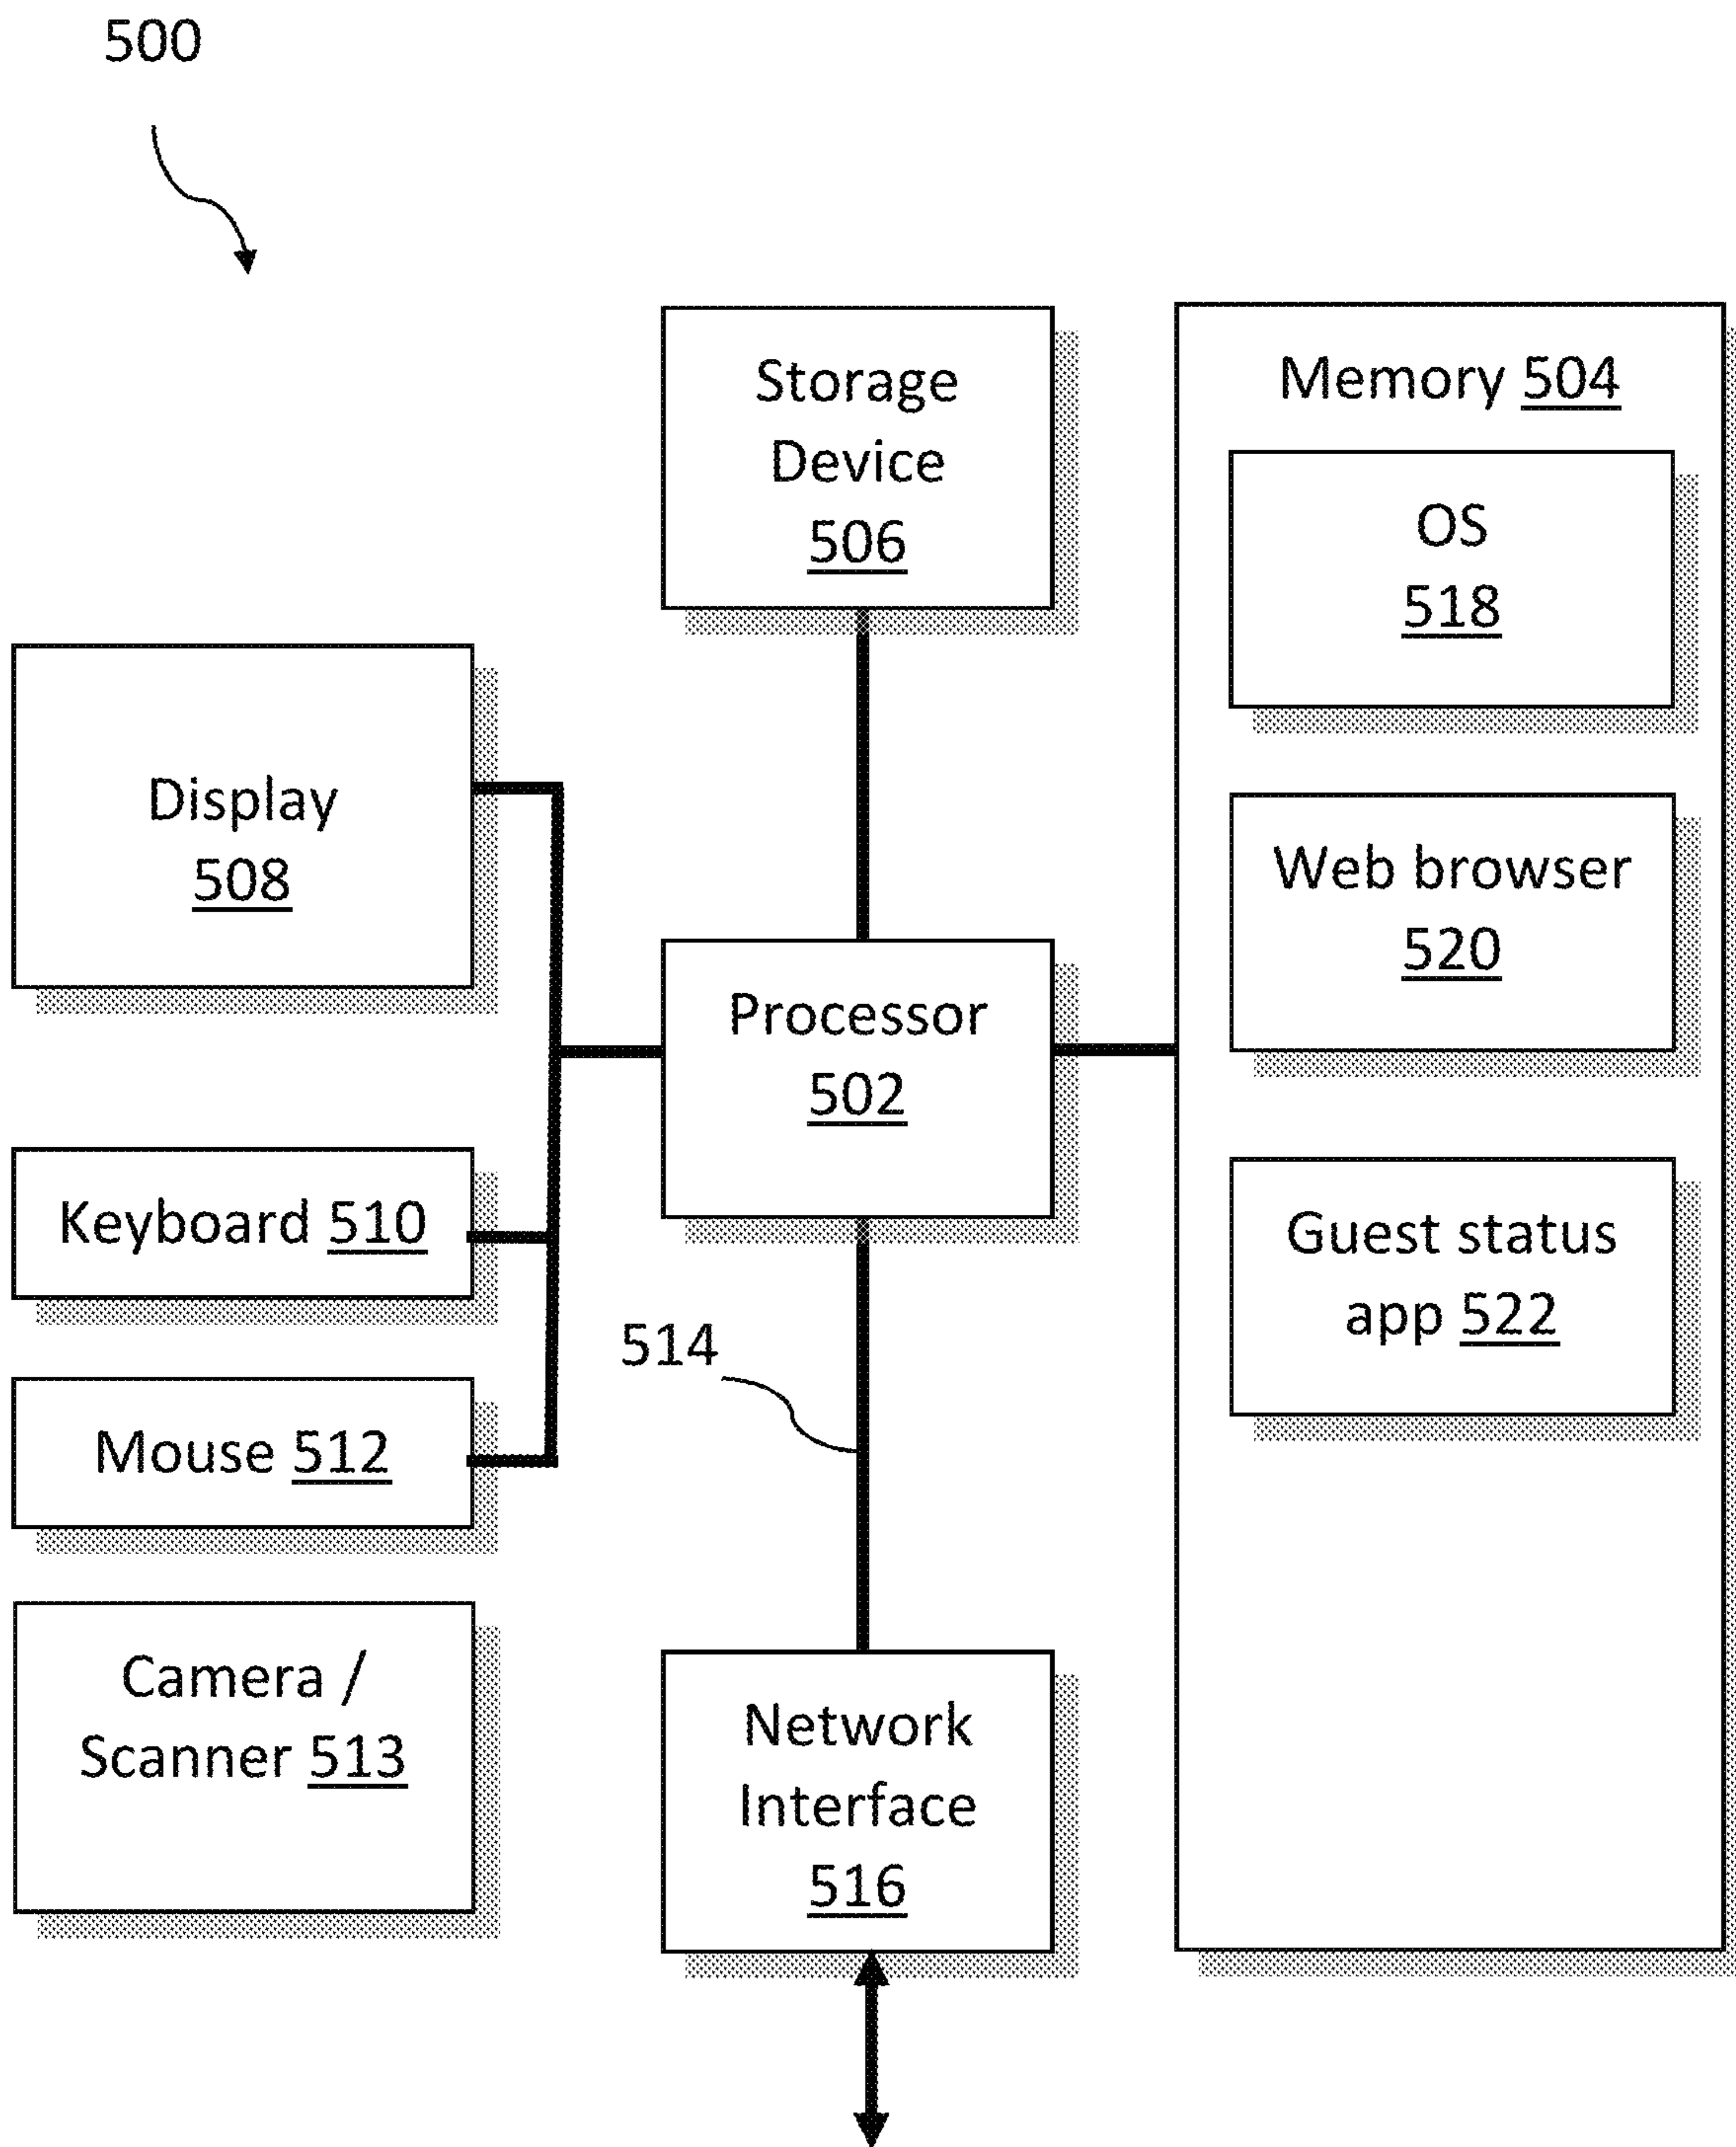 500
Storage
Device
506
Memory 504
OS
518
Display
508
Web browser
520
Processor
502
Keyboard 510
Guest status
app 522
514
Mouse 512
Camera /
Scanner 513
Network
Interface
516